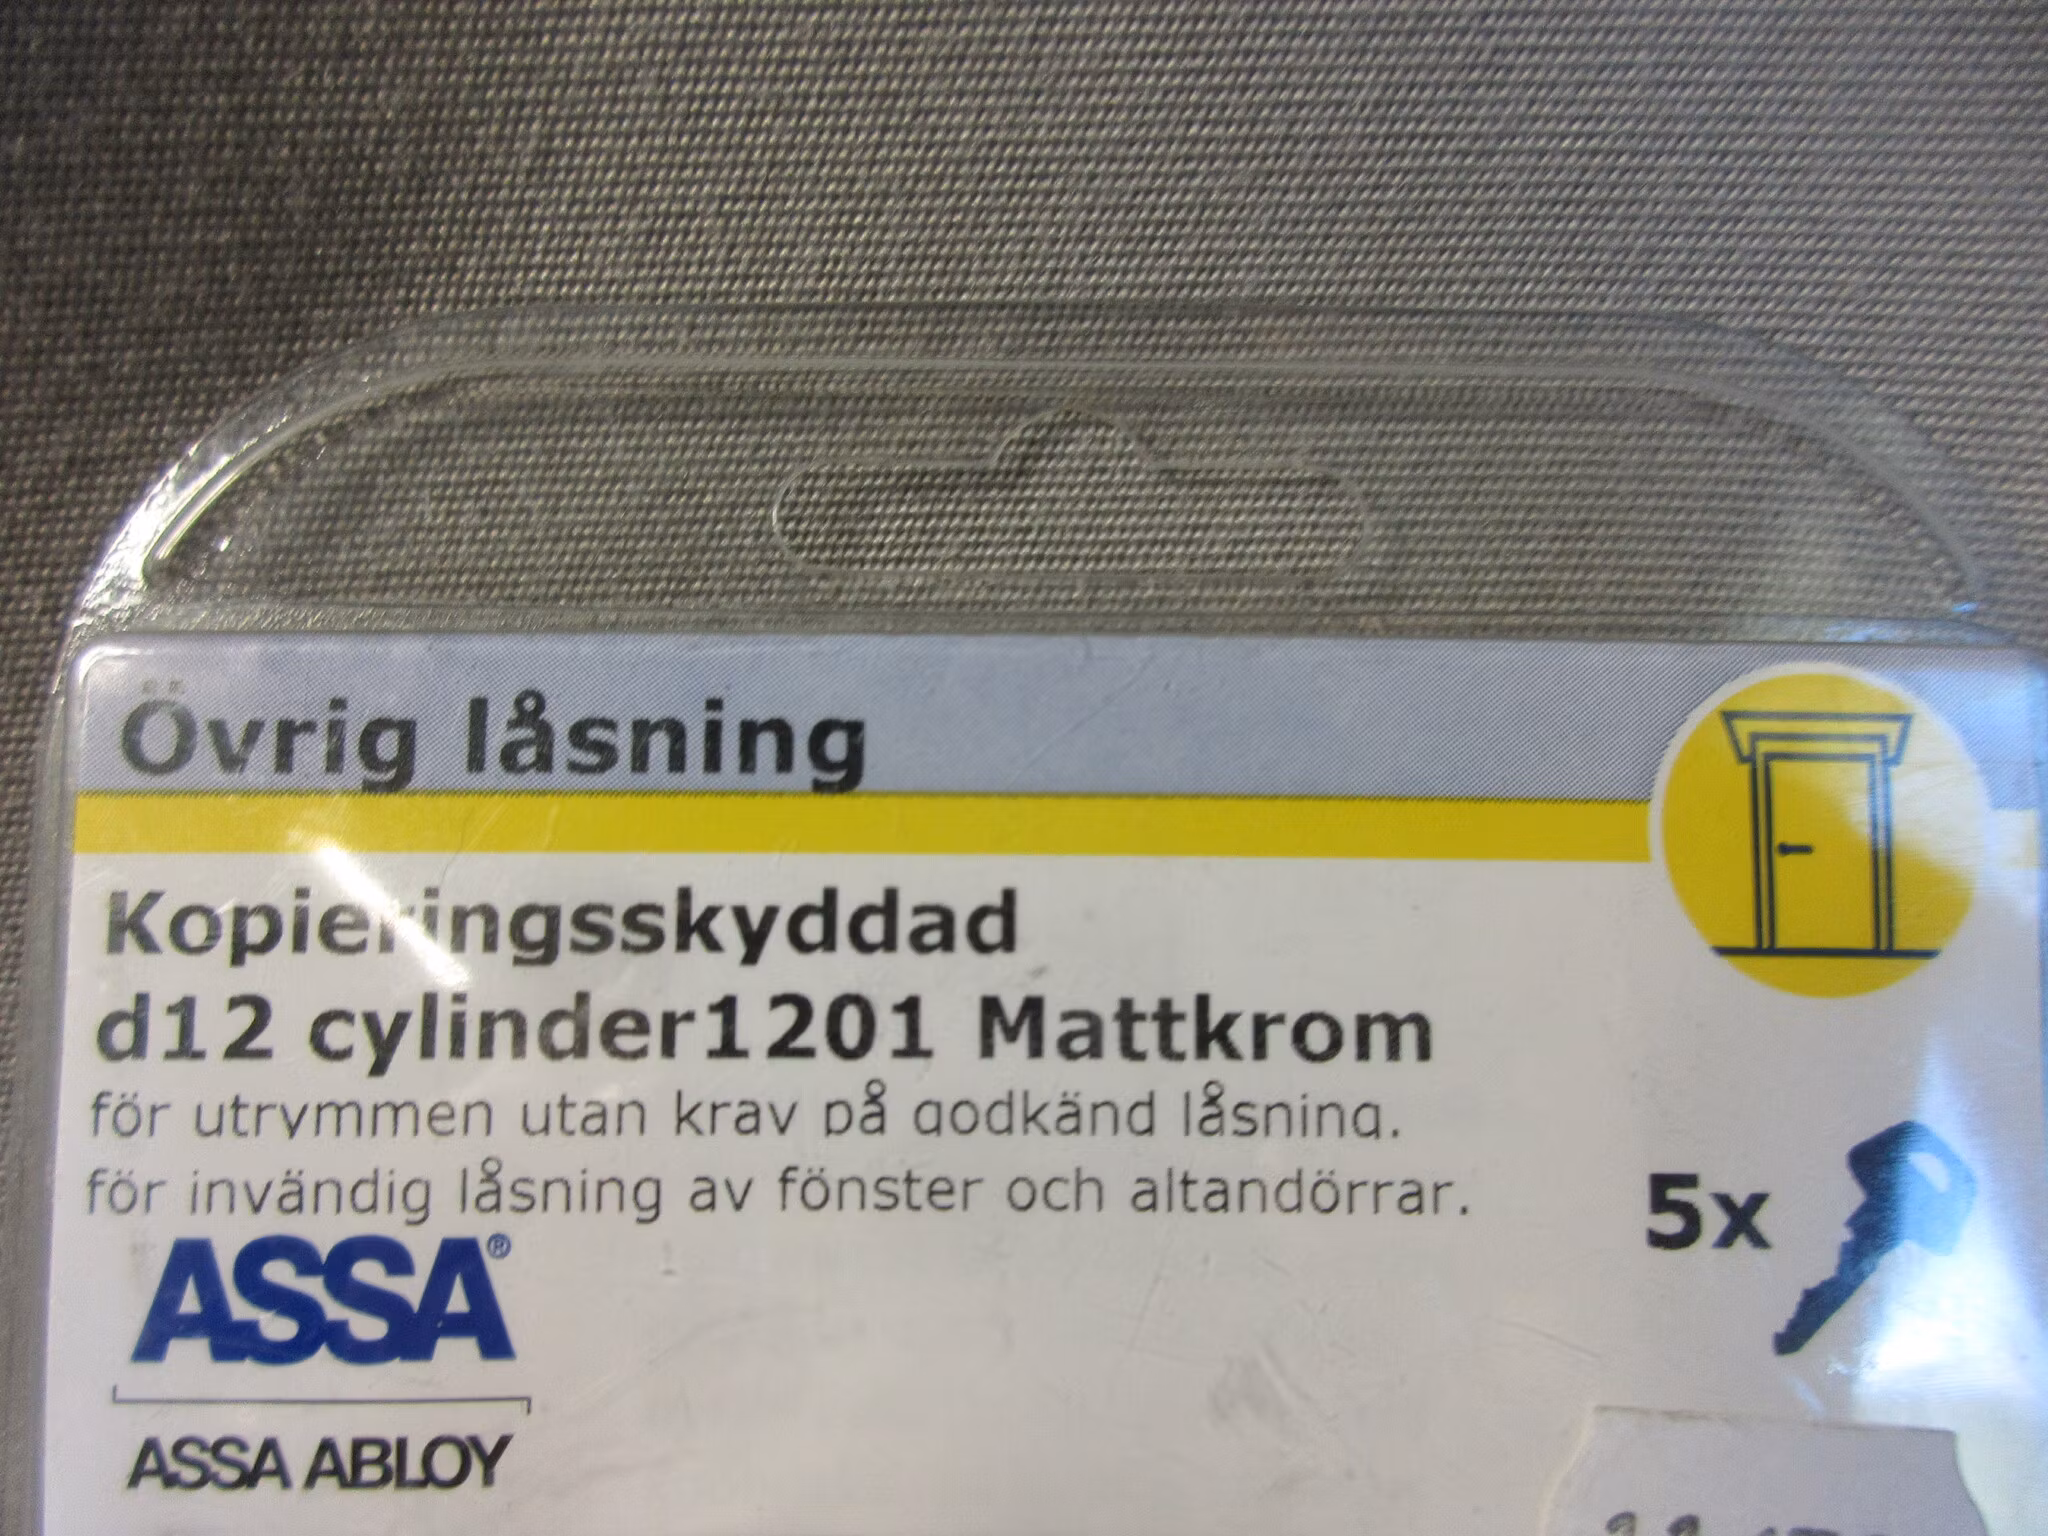 Övrig låsning
Kopieringsskyddad
d12 cylinder1201 Mattkrom
för utrymmen utan krav på godkänd låsning.
för invändig låsning av fönster och altandörrar.
5x
ASSA®
ASSA ABLOY